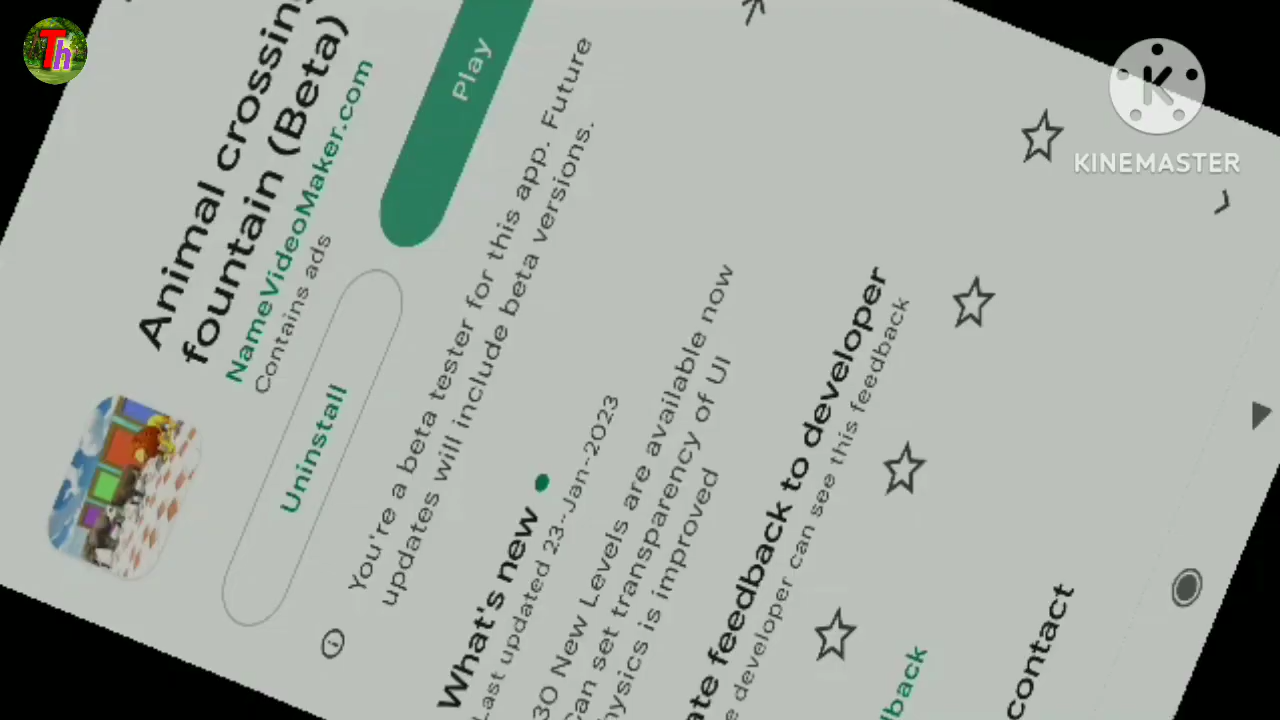 Th
KINEMASTER
Animal crossing
fountain (Beta)
NameVideoMaker.com
Contains ads
Uninstall
Play
You're a beta tester for this app. Future
updates will include beta versions.
What's new
Last updated 23-Jan-2023
30 New Levels are available now
Can set transparency of UI
hysics is improved
ate feedback to developer
e developer can see this feedback
dback
contact